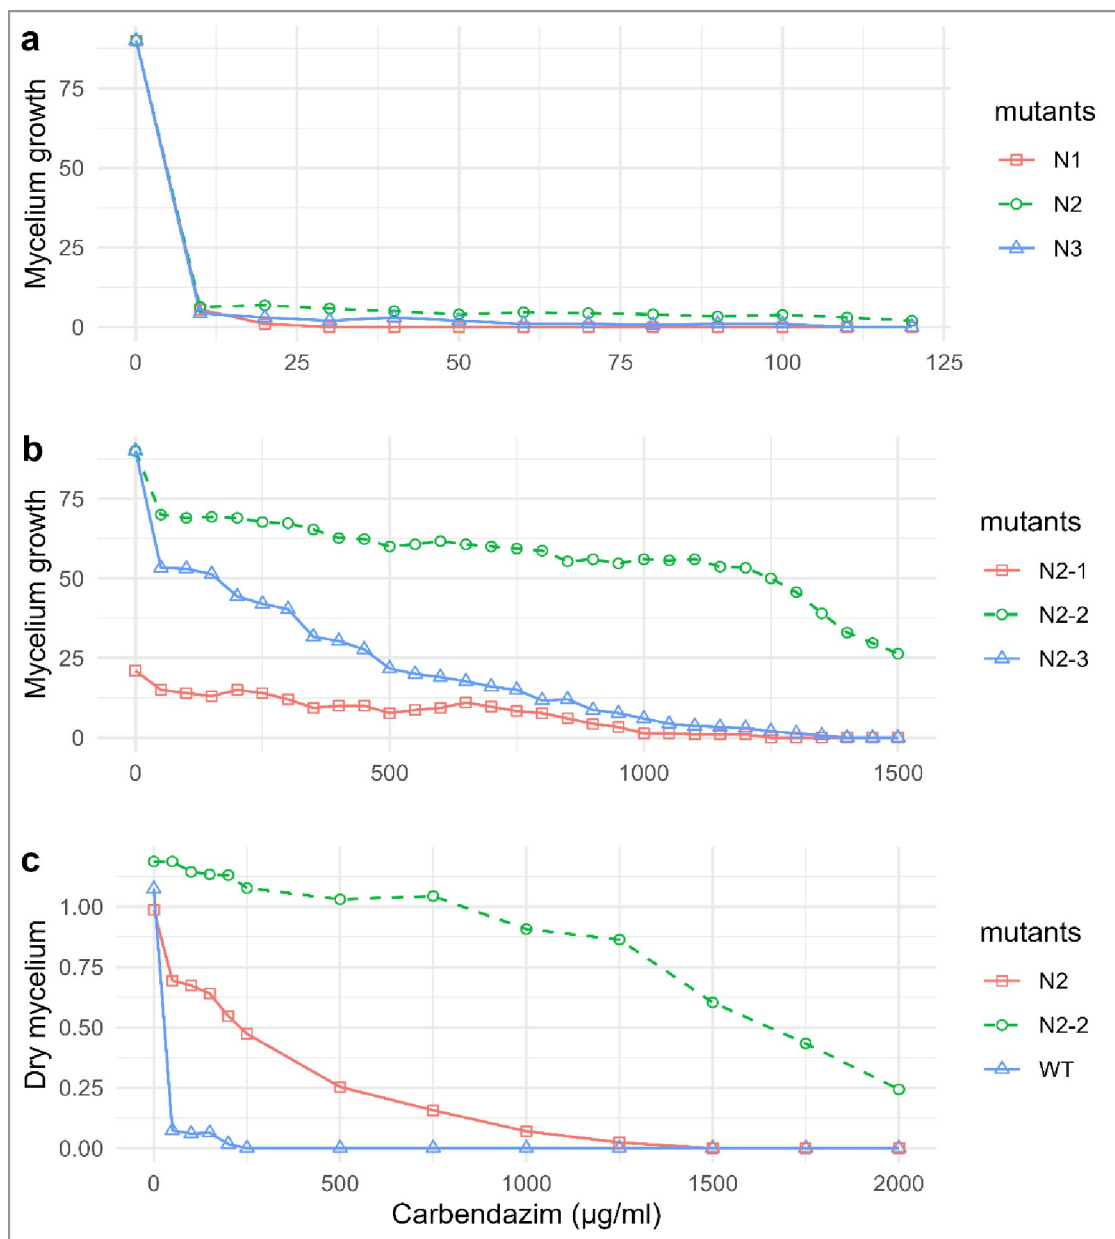 a
Mycelium growth
75
50
25
0
0
25
50
75
100
125
mutants
N1
N2
N3
b
Mycelium growth
75
50
25
0
0
500
1000
1500
mutants
N2-1
N2-2
N2-3
c
Dry mycelium
1.00
0.75
0.50
0.25
0.00
0
500
1000
1500
2000
Carbendazim (µg/ml)
mutants
N2
N2-2
WT